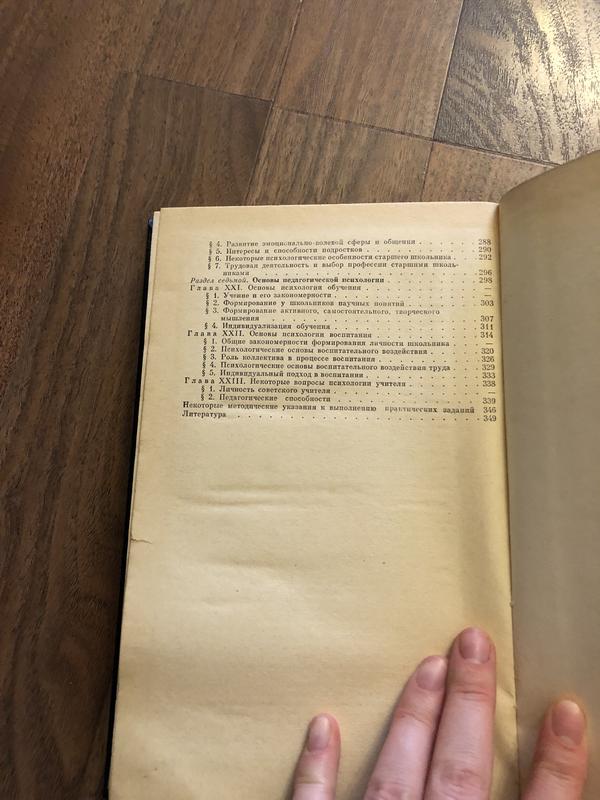 § 4. Развитие эмоционально-волевой сферы и общения . . . . . . . 288
§ 5. Интересы и способности подростков . . . . . . . . . . . . 290
§ 6. Некоторые психологические особенности старшего школьника . . . 292
§ 7. Трудовая деятельность и выбор профессии старшими школь-
никами . . . . . . . . . . . . . . . . . . . . . . 296
Раздел седьмой. Основы педагогической психологии . . . . . . . . . 298
Глава XXI. Основы психологии обучения . . . . . . . . . . . . —
§ 1. Учение и его закономерности . . . . . . . . . . . . . . —
§ 2. Формирование у школьников научных понятий . . . . . . . . 303
§ 3. Формирование активного, самостоятельного, творческого
мышления . . . . . . . . . . . . . . . . . . . . . 307
§ 4. Индивидуализация обучения . . . . . . . . . . . . . . 311
Глава XXII. Основы психологии воспитания . . . . . . . . . . . 314
§ 1. Общие закономерности формирования личности школьника . . . . —
§ 2. Психологические основы воспитательного воздействия . . . . . . 320
§ 3. Роль коллектива в процессе воспитания . . . . . . . . . . 326
§ 4. Психологические основы воспитательного воздействия труда . . . 329
§ 5. Индивидуальный подход в воспитании . . . . . . . . . . . 333
Глава XXIII. Некоторые вопросы психологии учителя . . . . . . . . 338
§ 1. Личность советского учителя . . . . . . . . . . . . . . —
§ 2. Педагогические способности . . . . . . . . . . . . . . 339
Некоторые методические указания к выполнению практических заданий 346
Литература . . . . . . . . . . . . . . . . . . . . . . . 349